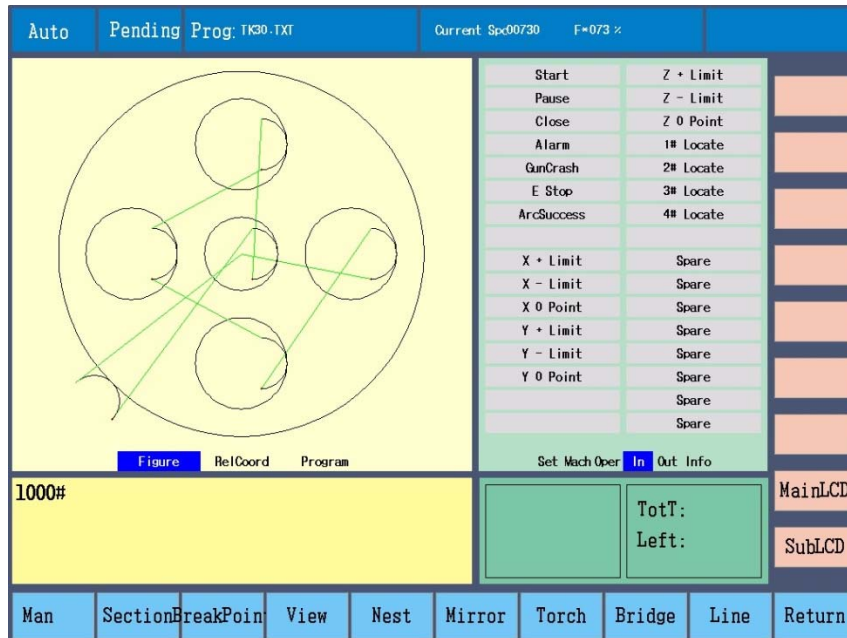 Auto Pending Prog: TK30.TXT Current Spc00730 F*073 %
Start Z + Limit
Pause Z - Limit
Close Z 0 Point
Alarm 1# Locate
GunCrash 2# Locate
E Stop 3# Locate
ArcSuccess 4# Locate
X + Limit Spare
X - Limit Spare
X 0 Point Spare
Y + Limit Spare
Y - Limit Spare
Y 0 Point Spare
Spare
Spare
Figure RelCoord Program
Set Mach Oper In Out Info
1000#
TotT:
Left:
MainLCD
SubLCD
Man Section BreakPoin View Nest Mirror Torch Bridge Line Return